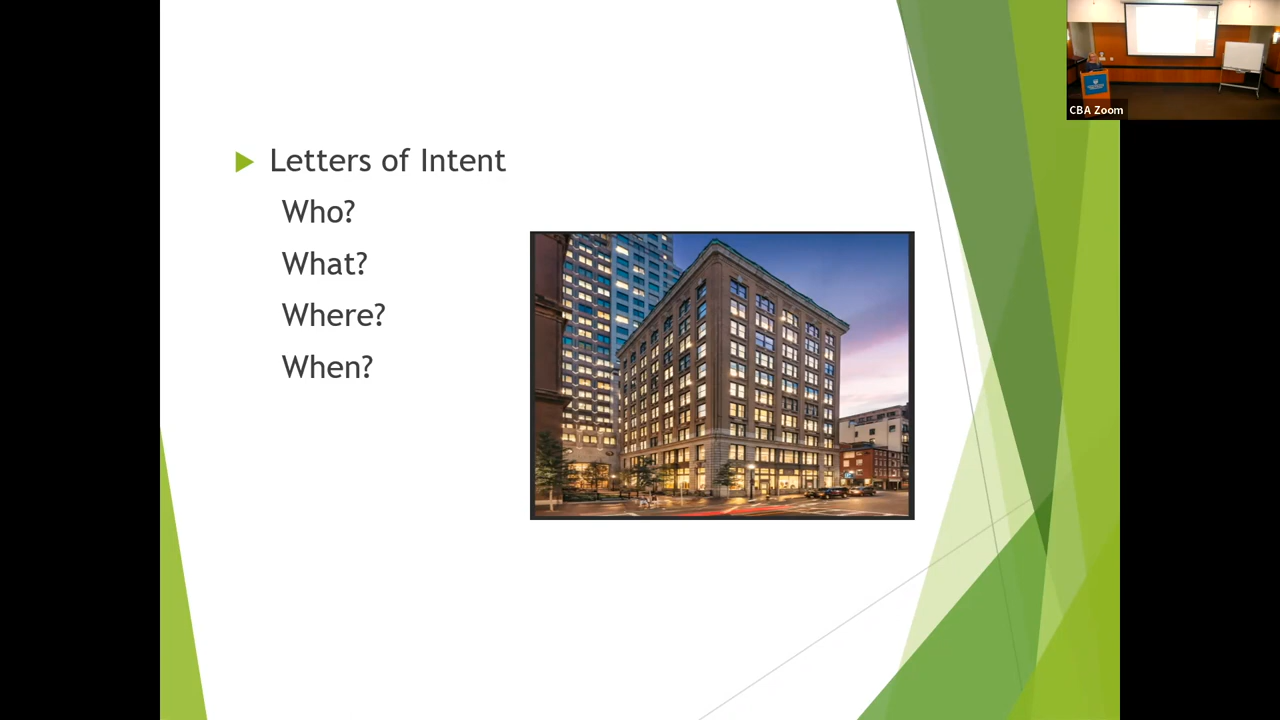 Letters of Intent
Who?
What?
Where?
When?
CBA Zoom